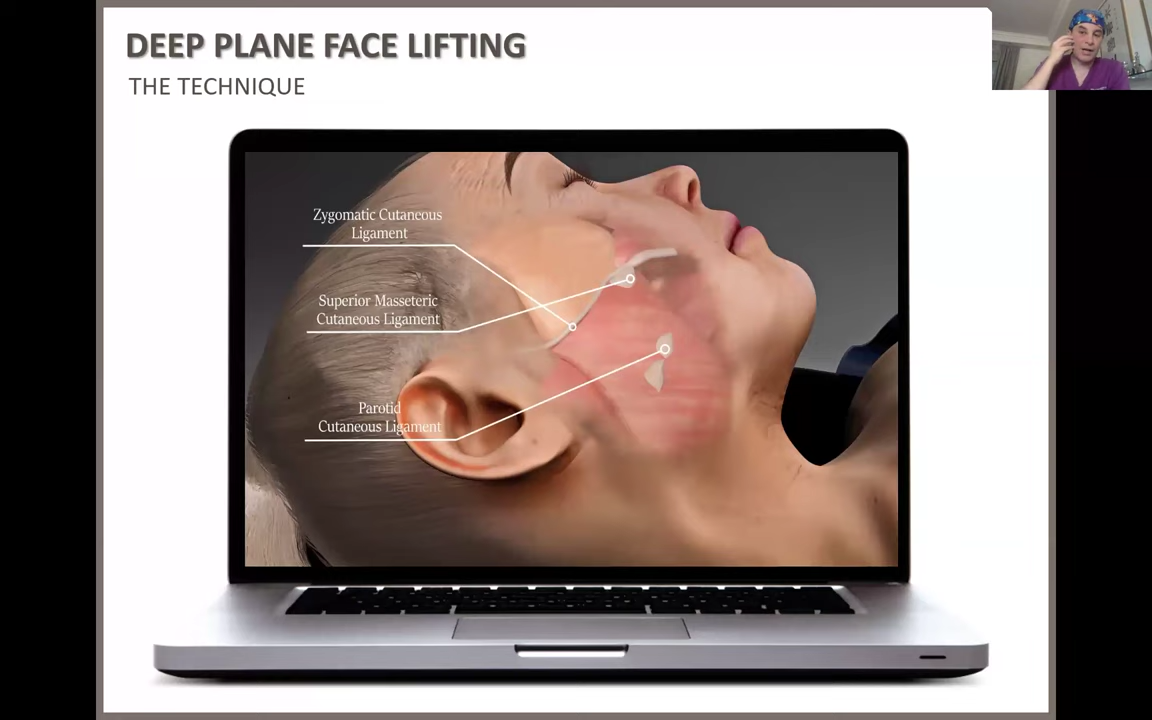 DEEP PLANE FACE LIFTING
THE TECHNIQUE
Zygomatic Cutaneous
Ligament
Superior Masseteric
Cutaneous Ligament
Parotid
Cutaneous Ligament